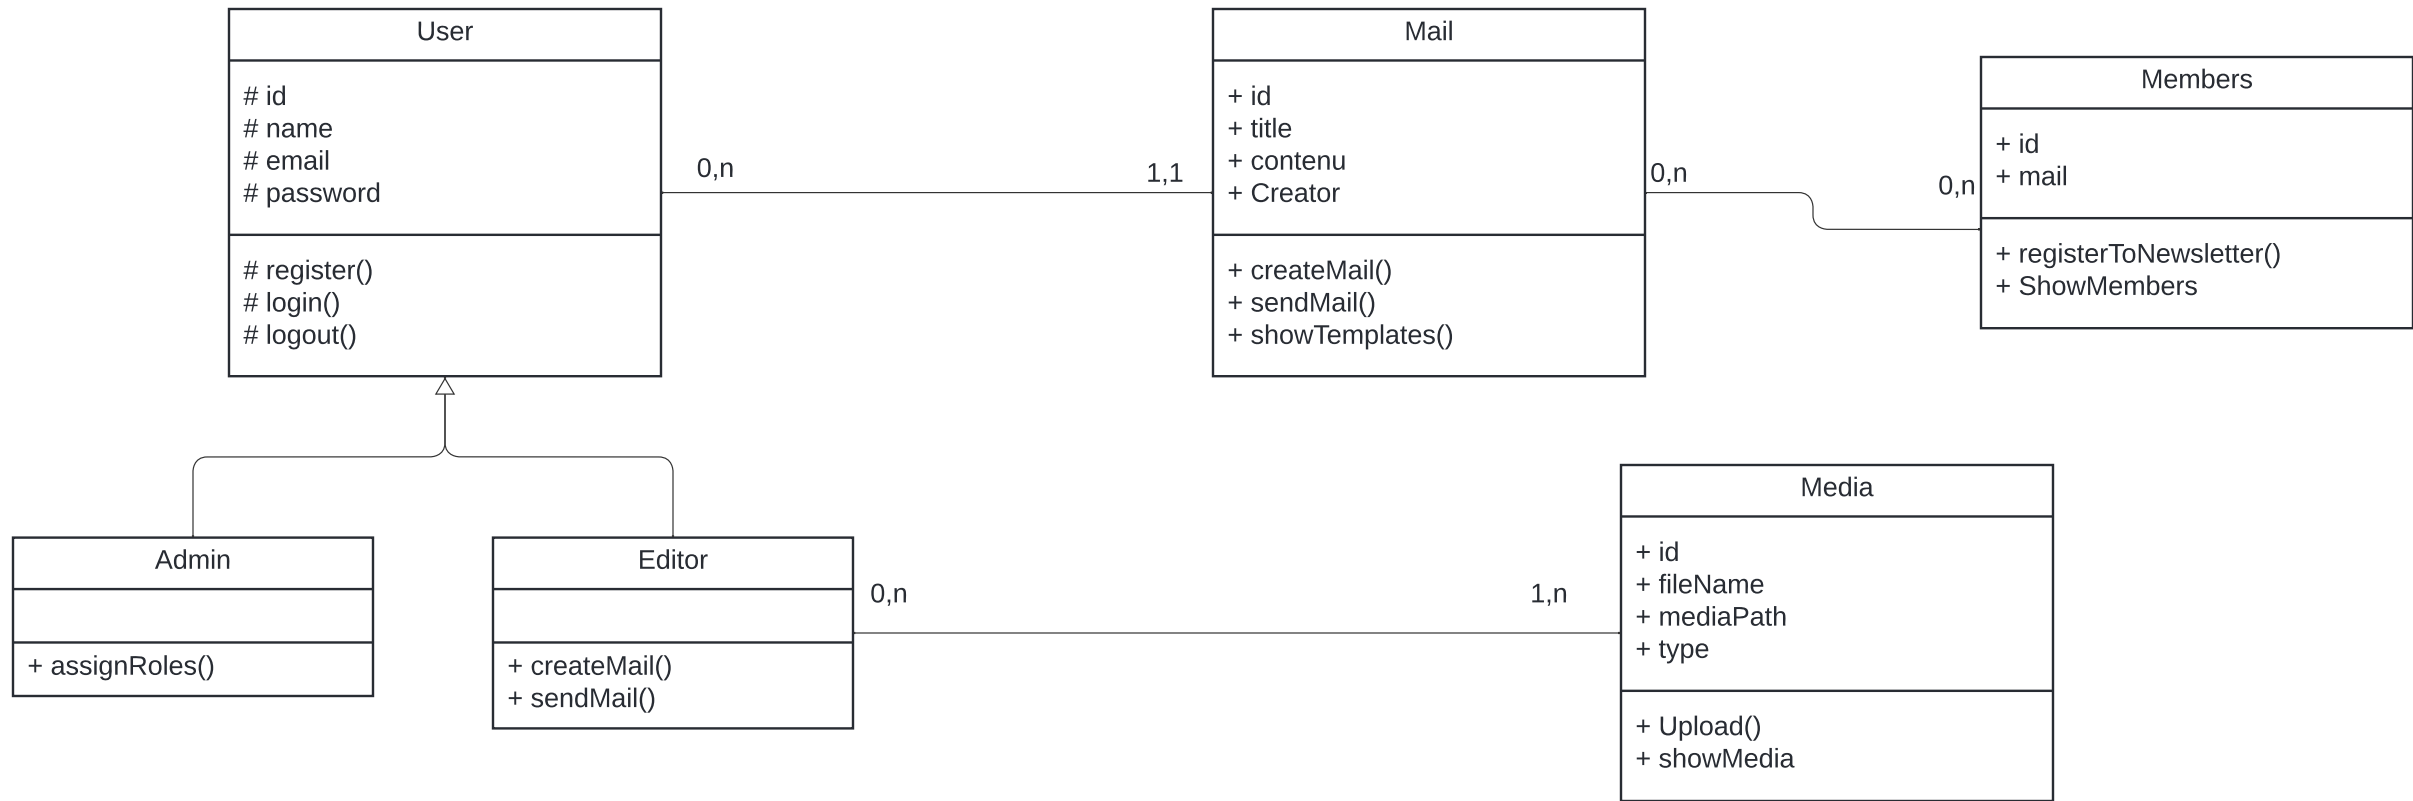 User
# id
# name
# email
# password
# register()
# login()
# logout()
0,n
1,1
Mail
+ id
+ title
+ contenu
+ Creator
+ createMail()
+ sendMail()
+ showTemplates()
0,n
0,n
Members
+ id
+ mail
+ registerToNewsletter()
+ ShowMembers
Admin
+ assignRoles()
Editor
+ createMail()
+ sendMail()
0,n
1,n
Media
+ id
+ fileName
+ mediaPath
+ type
+ Upload()
+ showMedia